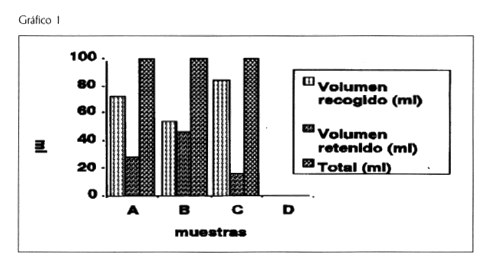 Gráfico 1
100
80
60
40
20
0
ml
A B C D
muestras
Volumen
recogido (ml)
Volumen
retenido (ml)
Total (ml)